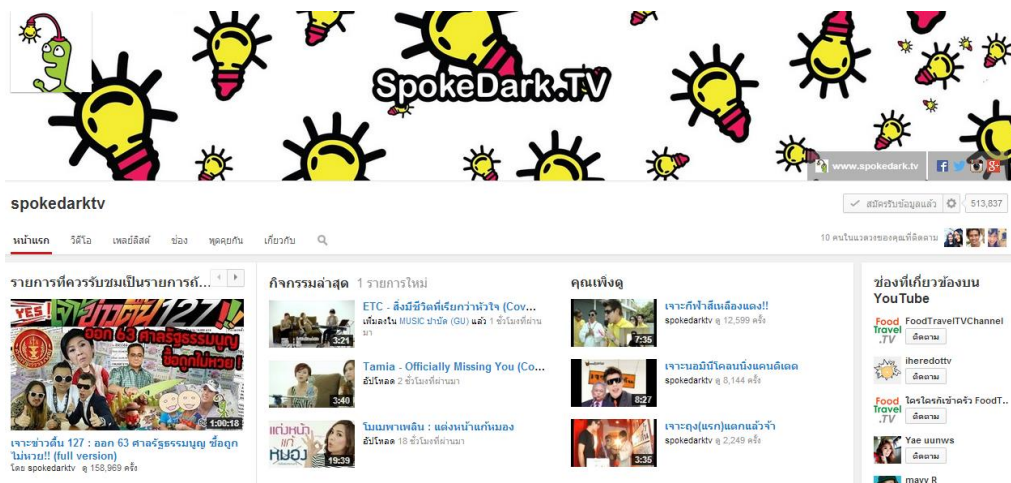 SpokeDark.TV
www.spokedark.tv
spokedarktv
สมัครรับข้อมูลแล้ว 513,837
หน้าแรก วิดีโอ เพลย์ลิสต์ ช่อง พูดคุยกัน เกี่ยวกับ
10 คนในแวดวงของคุณที่ติดตาม
รายการที่ควรรับชมเป็นรายการถั...
YES!
เจาะข่าวตื้น 127!!
ออก 63 ศาลรัฐธรรมนูญ
ซื้อถูกไม่หวย!
1:00:18
เจาะข่าวตื้น 127 : ออก 63 ศาลรัฐธรรมนูญ ซื้อถูก
ไม่หวย!! (full version)
โดย spokedarktv ดู 158,969 ครั้ง
กิจกรรมล่าสุด 1 รายการใหม่
3:21
ETC - สิ่งมีชีวิตที่เรียกว่าหัวใจ (Cov...
เพิ่มลงใน MUSIC บำบัด (GU) แล้ว 1 ชั่วโมงที่ผ่าน
มา
3:40
Tamia - Officially Missing You (Co...
อัปโหลด 2 ชั่วโมงที่ผ่านมา
แต่งหน้า
แก้
หมอง
19:39
โมเมพาเพลิน : แต่งหน้าแก้หมอง
อัปโหลด 18 ชั่วโมงที่ผ่านมา
คุณเพิ่งดู
7:35
เจาะกีฬาสีเหลืองแดง!!
spokedarktv ดู 12,599 ครั้ง
8:27
เจาะนอมินีโคลนนิ่งแคนดิเดต
spokedarktv ดู 8,144 ครั้ง
3:35
เจาะถุง(แรก)แตกแล้วจ้า
spokedarktv ดู 2,249 ครั้ง
ช่องที่เกี่ยวข้องบน
YouTube
Food
Travel
.TV
FoodTravelTVChannel
ติดตาม
iheredottv
ติดตาม
Food
Travel
.TV
ใครใครก็เข้าครัว FoodT..
ติดตาม
Yae uunws
ติดตาม
mavv R